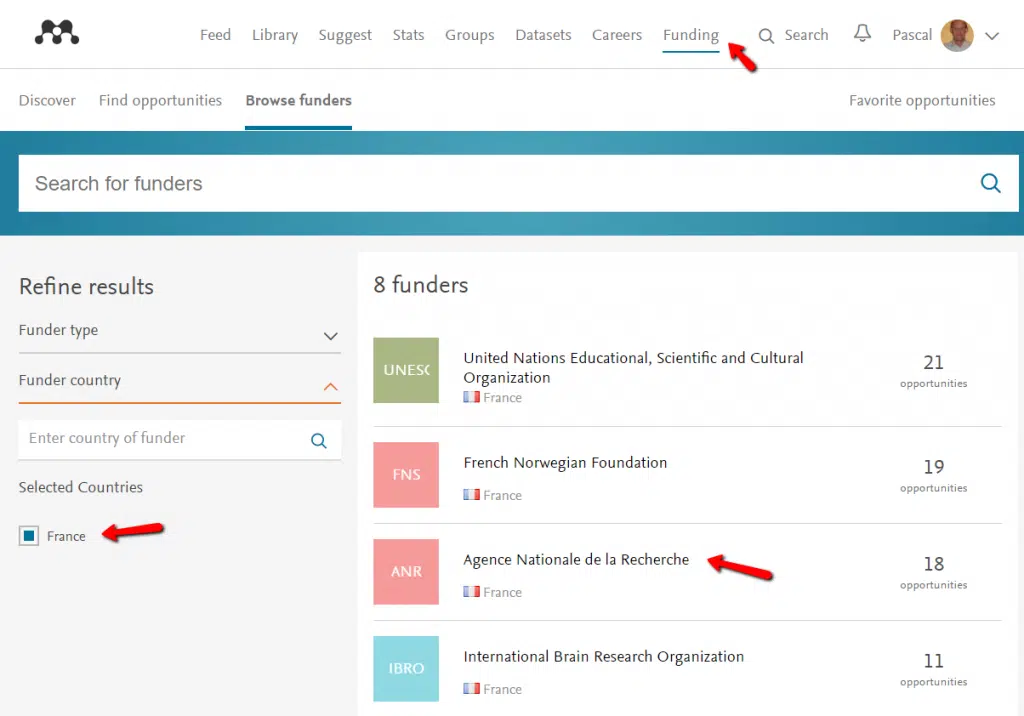 Feed Library Suggest Stats Groups Datasets Careers Funding Search Pascal
Discover Find opportunities Browse funders Favorite opportunities
Search for funders
Refine results
Funder type
Funder country
Enter country of funder
Selected Countries
France
8 funders
UNESC
United Nations Educational, Scientific and Cultural
Organization
France
21
opportunities
FNS
French Norwegian Foundation
France
19
opportunities
ANR
Agence Nationale de la Recherche
France
18
opportunities
IBRO
International Brain Research Organization
France
11
opportunities